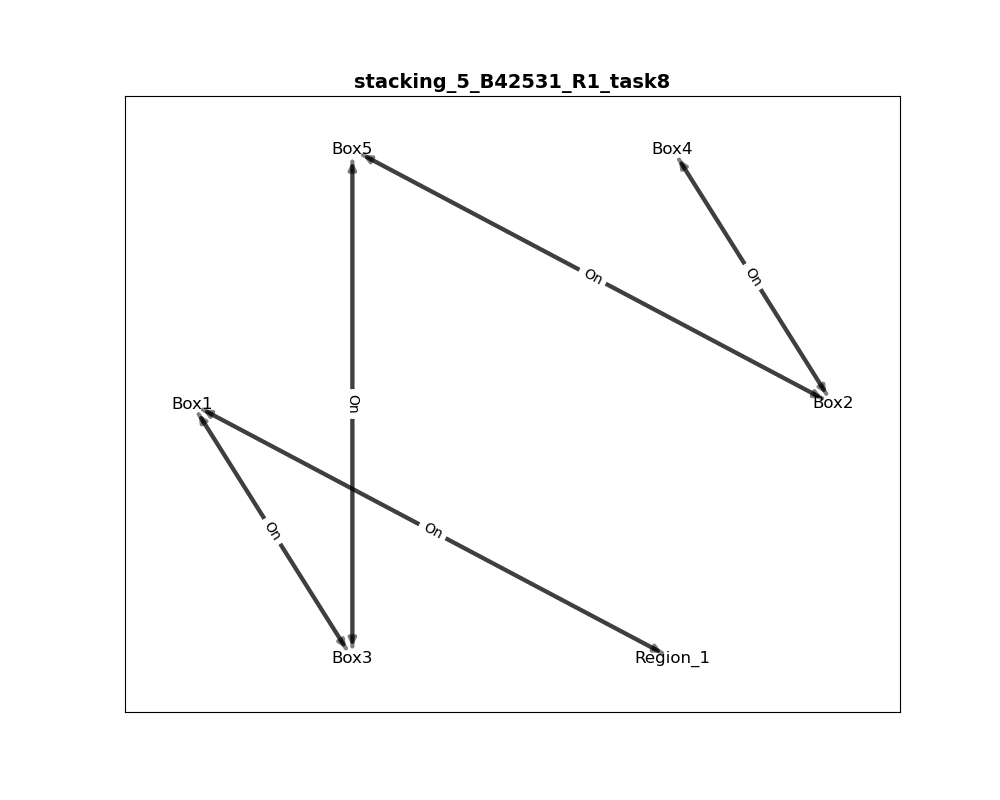 stacking_5_B42531_R1_task8
Box5
Box4
On
On
Box1
On
Box2
On
On
Box3
Region_1